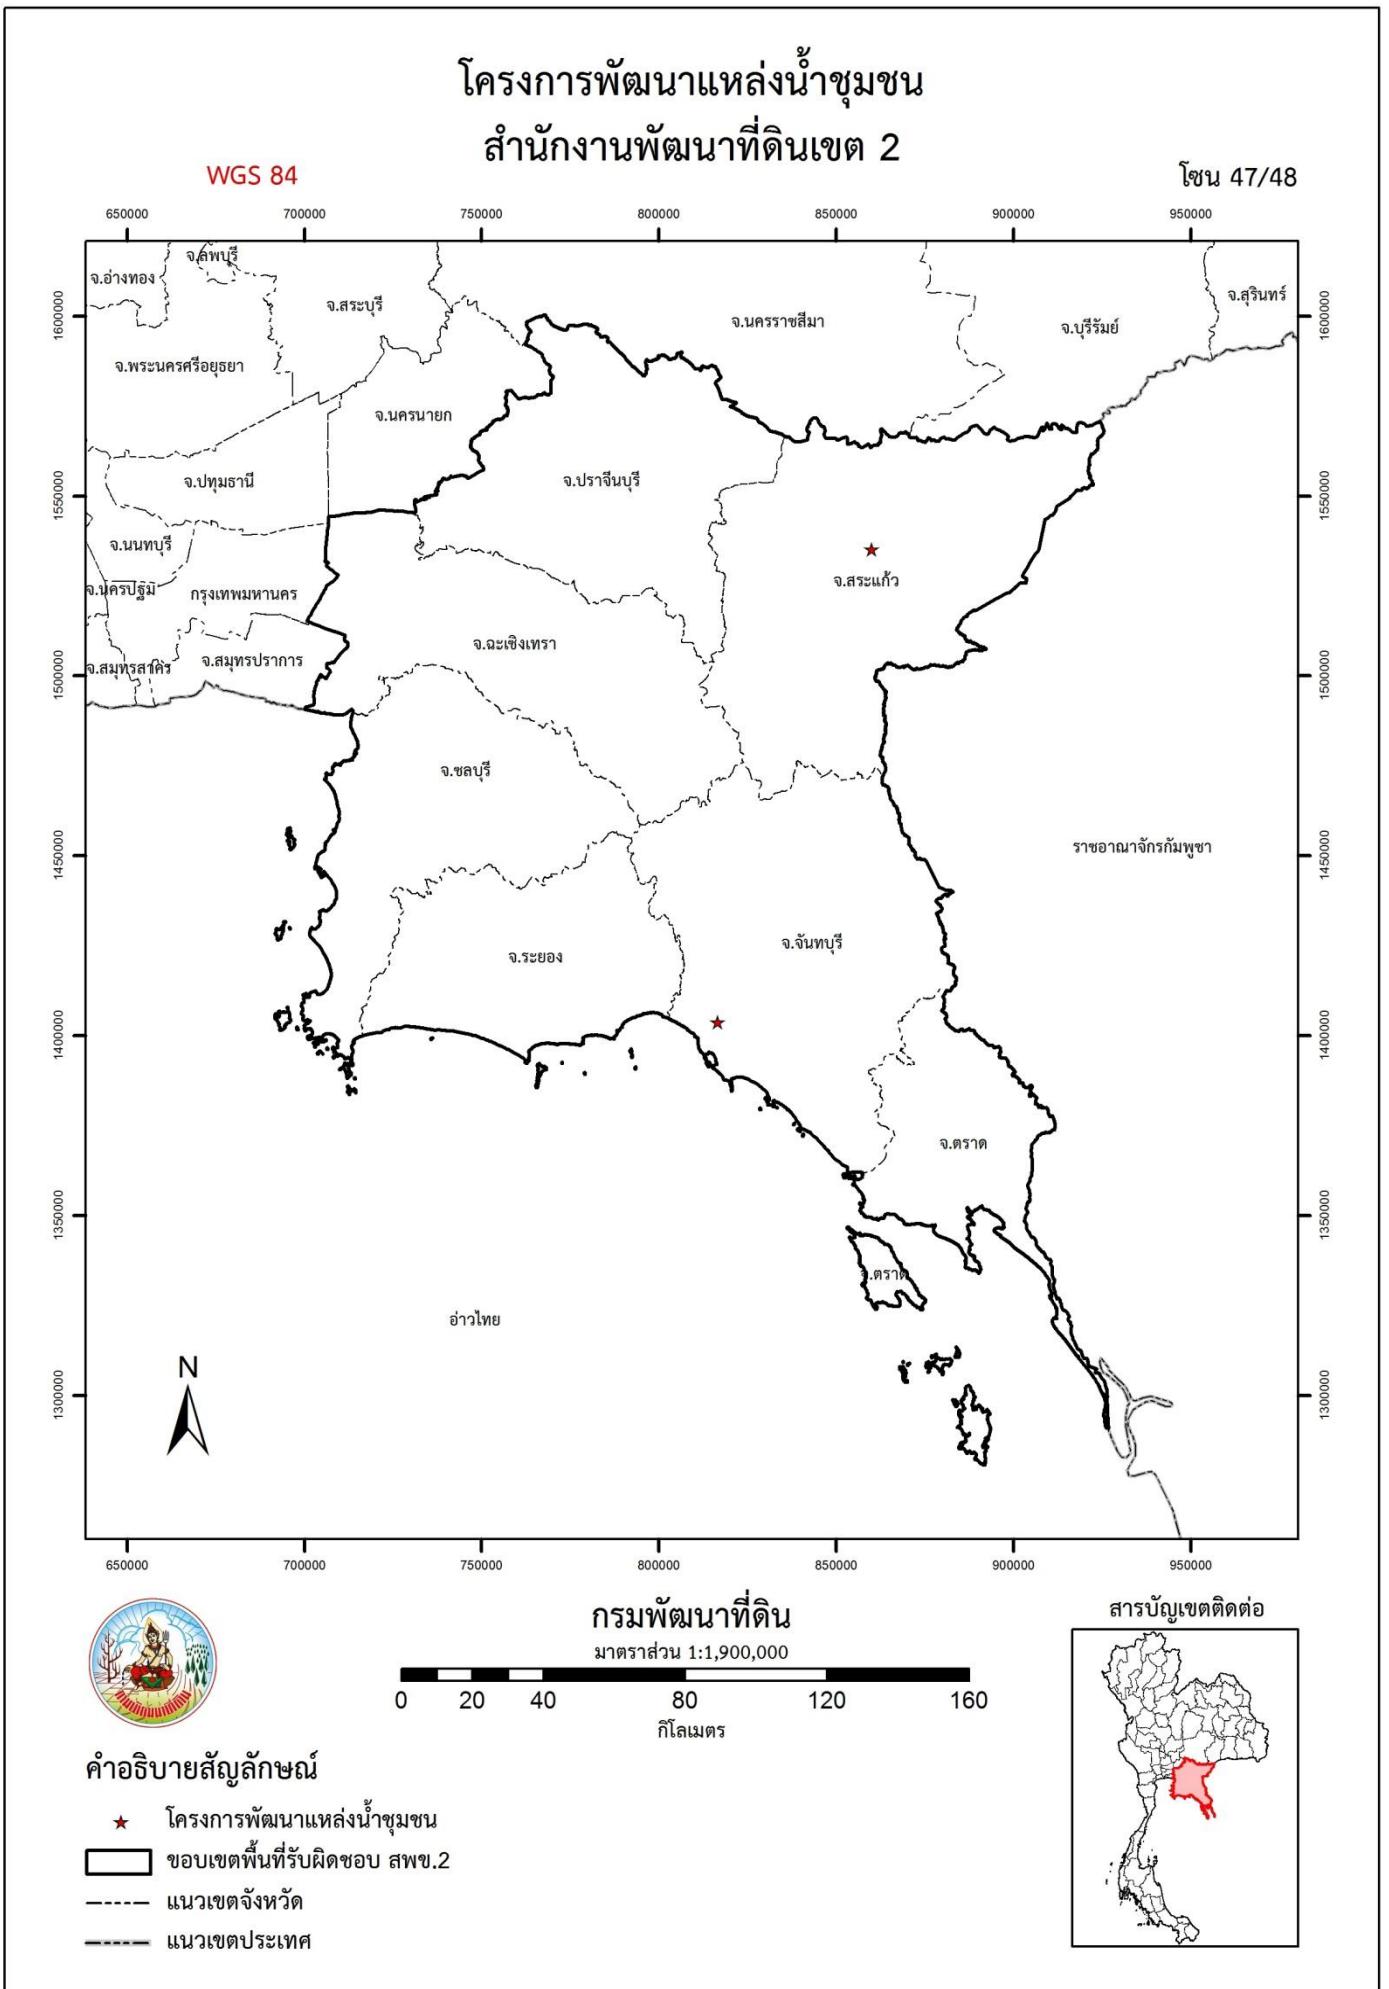 โครงการพัฒนาแหล่งน้ำชุมชน
สำนักงานพัฒนาที่ดินเขต 2
WGS 84
โซน 47/48
650000 700000 750000 800000 850000 900000 950000
จ.ลพบุรี
จ.อ่างทอง
จ.สระบุรี
จ.สุรินทร์
จ.นครราชสีมา
จ.บุรีรัมย์
1600000 1600000
จ.พระนครศรีอยุธยา
จ.นครนายก
จ.ปทุมธานี
จ.ปราจีนบุรี
1550000 1550000
จ.นนทบุรี
จ.สระแก้ว
จ.นครปฐม
กรุงเทพมหานคร
จ.ฉะเชิงเทรา
จ.สมุทรสาคร
จ.สมุทรปราการ
1500000 1500000
จ.ชลบุรี
1450000 1450000
ราชอาณาจักรกัมพูชา
จ.จันทบุรี
จ.ระยอง
1400000 1400000
จ.ตราด
1350000 1350000
จ.ตราด
อ่าวไทย
N
1300000 1300000
650000 700000 750000 800000 850000 900000 950000
กรมพัฒนาที่ดิน
มาตราส่วน 1:1,900,000
0 20 40 80 120 160
กิโลเมตร
สารบัญเขตติดต่อ
กรมพัฒนาที่ดิน
คำอธิบายสัญลักษณ์
โครงการพัฒนาแหล่งน้ำชุมชน
ขอบเขตพื้นที่รับผิดชอบ สพข.2
แนวเขตจังหวัด
แนวเขตประเทศ